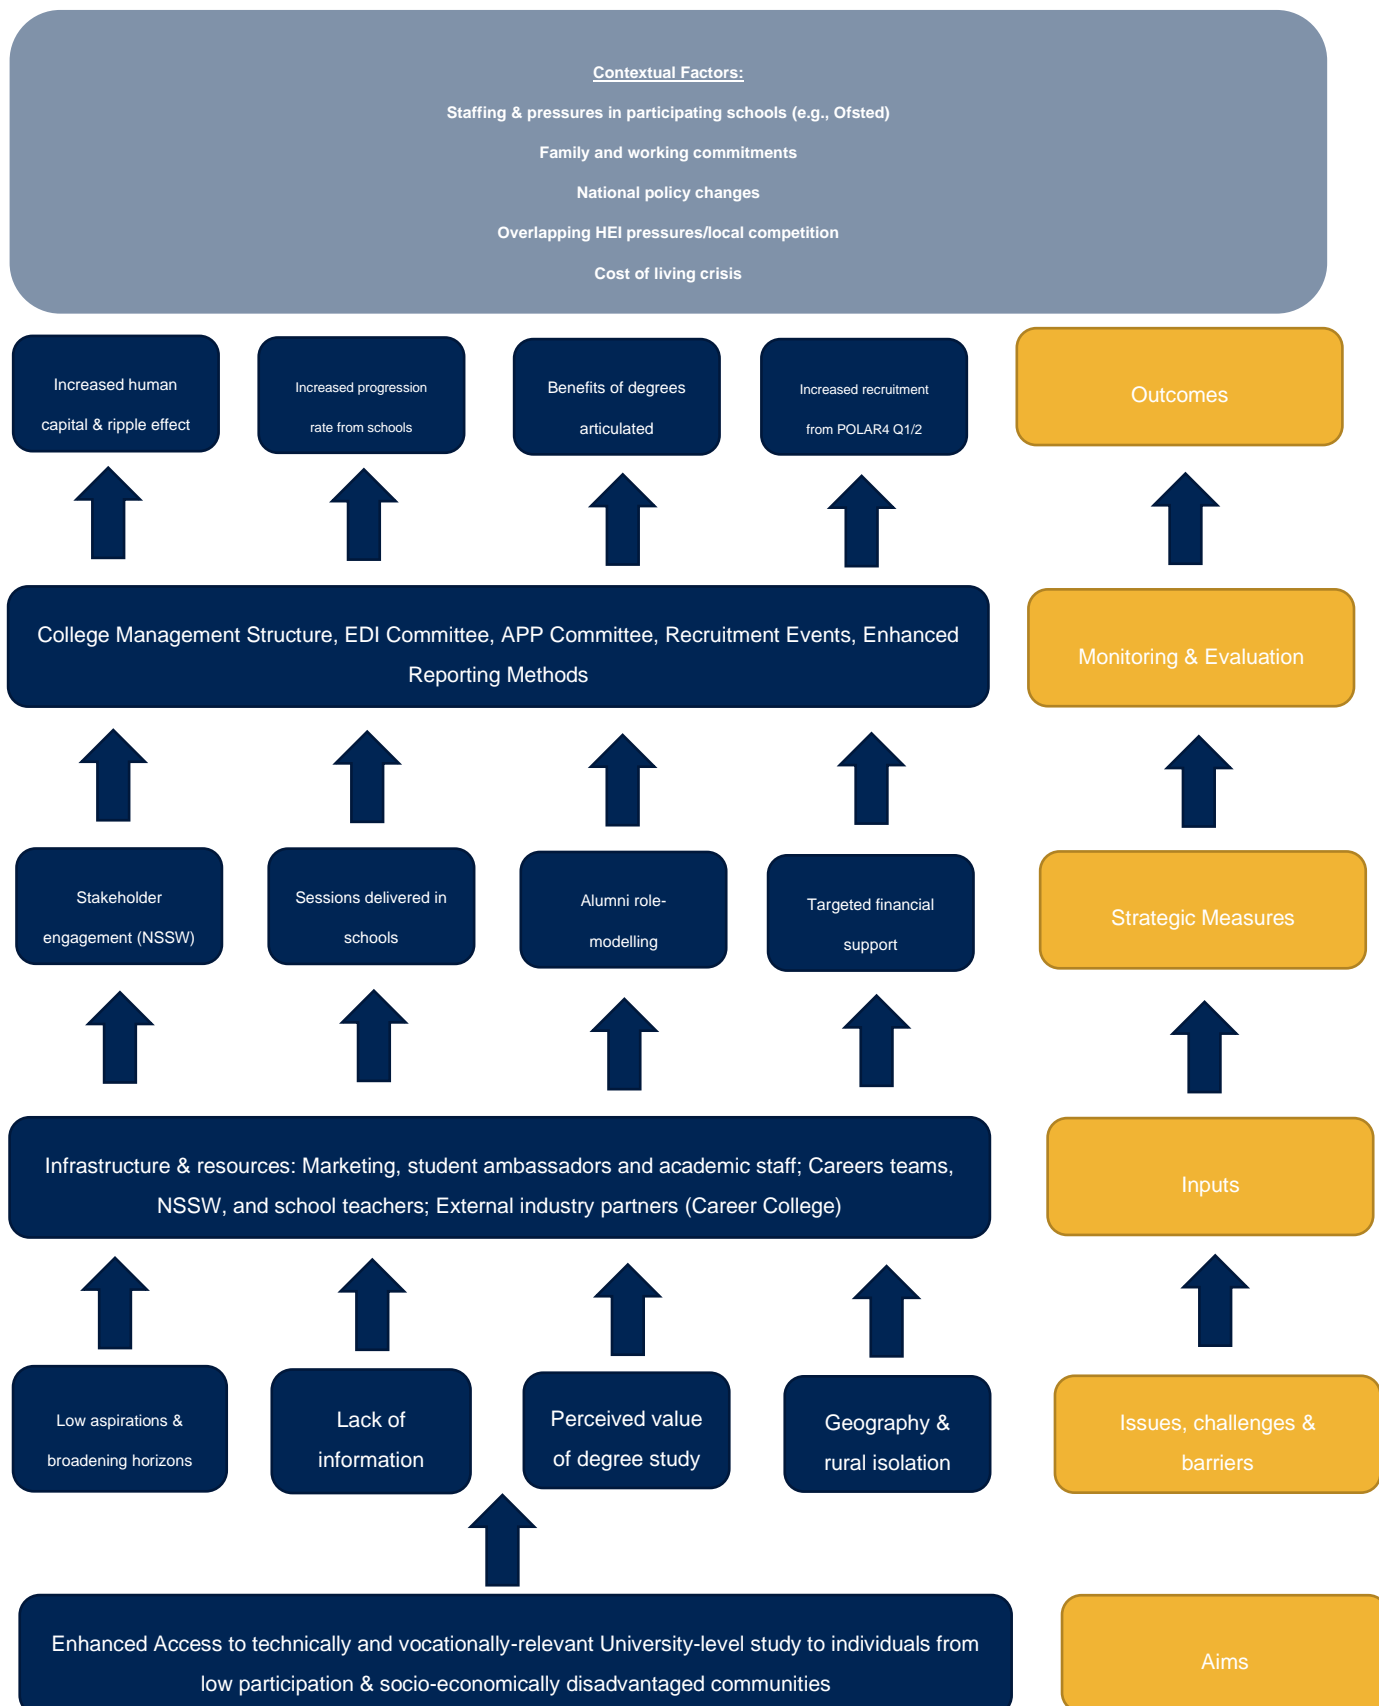 Contextual Factors:
Staffing & pressures in participating schools (e.g., Ofsted)
Family and working commitments
National policy changes
Overlapping HEI pressures/local competition
Cost of living crisis
Increased human
capital & ripple effect
Increased progression
rate from schools
Benefits of degrees
articulated
Increased recruitment
from POLAR4 Q1/2
Outcomes
College Management Structure, EDI Committee, APP Committee, Recruitment Events, Enhanced
Reporting Methods
Monitoring & Evaluation
Stakeholder
engagement (NSSW)
Sessions delivered in
schools
Alumni role-
modelling
Targeted financial
support
Strategic Measures
Infrastructure & resources: Marketing, student ambassadors and academic staff; Careers teams,
NSSW, and school teachers; External industry partners (Career College)
Inputs
Low aspirations &
broadening horizons
Lack of
information
Perceived value
of degree study
Geography &
rural isolation
Issues, challenges &
barriers
Enhanced Access to technically and vocationally-relevant University-level study to individuals from
low participation & socio-economically disadvantaged communities
Aims